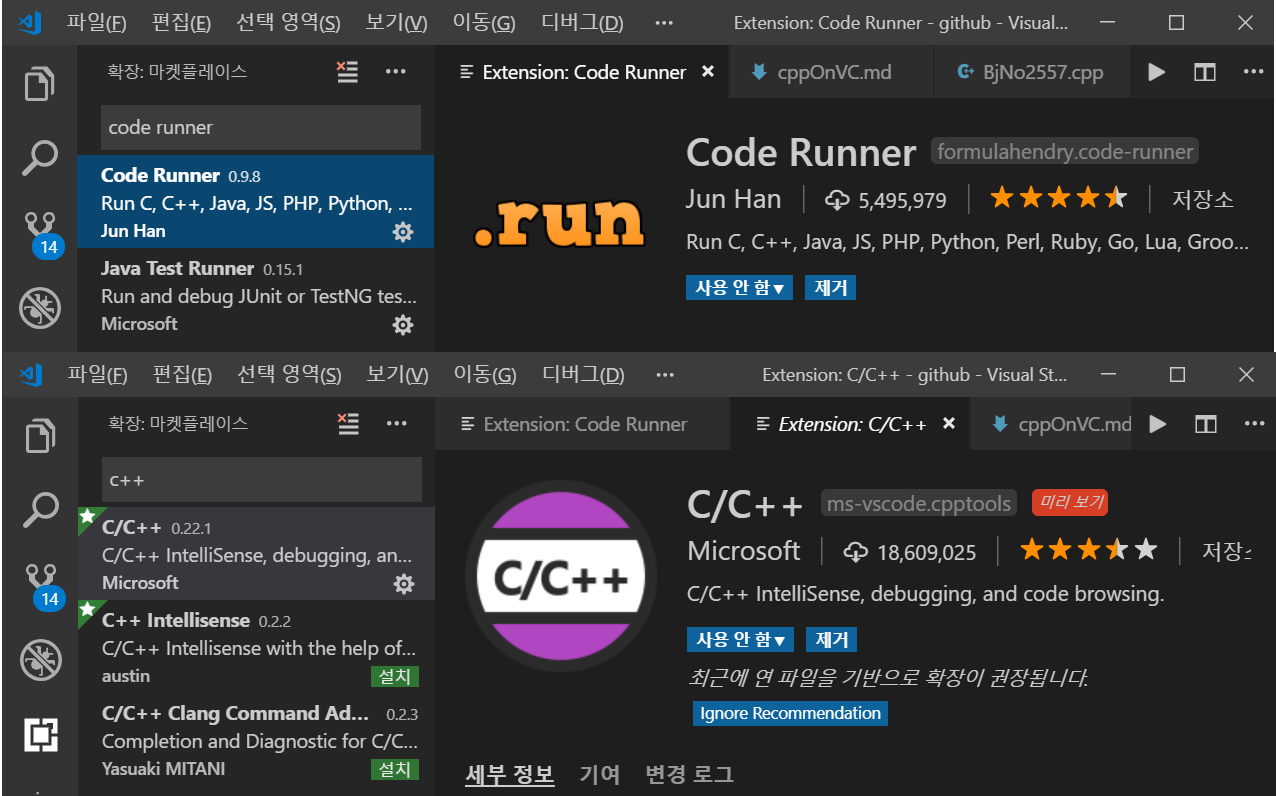 파일(F) 편집(E) 선택 영역(S) 보기(V) 이동(G) 디버그(D) ··· Extension: Code Runner - github - Visual...
확장: 마켓플레이스
Extension: Code Runner cppOnVC.md BjNo2557.cpp
code runner
Code Runner 0.9.8
Run C, C++, Java, JS, PHP, Python, ...
Jun Han
14
Java Test Runner 0.15.1
Run and debug JUnit or TestNG tes...
Microsoft
.run
Code Runner formulahendry.code-runner
Jun Han 5,495,979 저장소
Run C, C++, Java, JS, PHP, Python, Perl, Ruby, Go, Lua, Groo...
사용 안 함▼ 제거
파일(F) 편집(E) 선택 영역(S) 보기(V) 이동(G) 디버그(D) ··· Extension: C/C++ - github - Visual St...
확장: 마켓플레이스
Extension: Code Runner Extension: C/C++ cppOnVC.md
c++
C/C++ 0.22.1
C/C++ IntelliSense, debugging, an...
Microsoft
14
C++ Intellisense 0.2.2
C/C++ Intellisense with the help of...
austin 설치
C/C++ Clang Command Ad... 0.2.3
Completion and Diagnostic for C/C...
Yasuaki MITANI 설치
C/C++
C/C++ ms-vscode.cpptools 미리 보기
Microsoft 18,609,025 저장
C/C++ IntelliSense, debugging, and code browsing.
사용 안 함▼ 제거
최근에 연 파일을 기반으로 확장이 권장됩니다.
Ignore Recommendation
세부 정보 기여 변경 로그